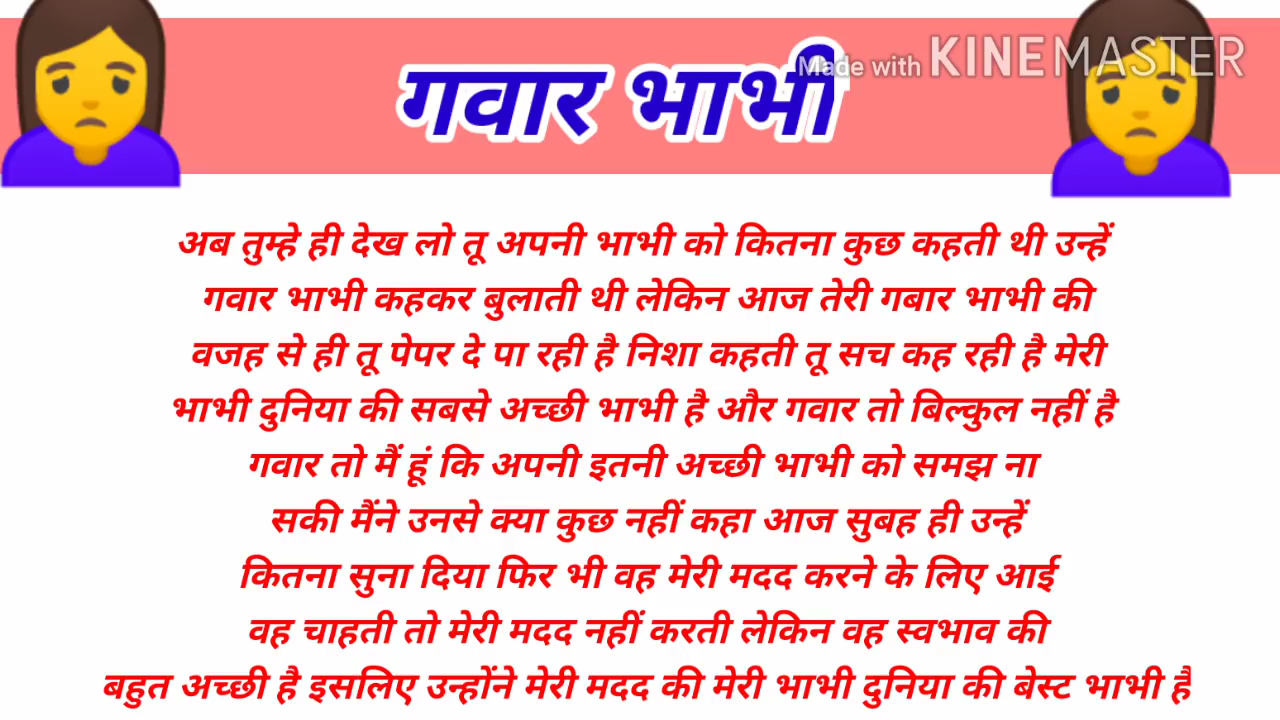 गवार भाभी
Made with KINEMASTER
अब तुम्हे ही देख लो तू अपनी भाभी को कितना कुछ कहती थी उन्हें
गवार भाभी कहकर बुलाती थी लेकिन आज तेरी गबार भाभी की
वजह से ही तू पेपर दे पा रही है निशा कहती तू सच कह रही है मेरी
भाभी दुनिया की सबसे अच्छी भाभी है और गवार तो बिल्कुल नहीं है
गवार तो मैं हूं कि अपनी इतनी अच्छी भाभी को समझ ना
सकी मैंने उनसे क्या कुछ नहीं कहा आज सुबह ही उन्हें
कितना सुना दिया फिर भी वह मेरी मदद करने के लिए आई
वह चाहती तो मेरी मदद नहीं करती लेकिन वह स्वभाव की
बहुत अच्छी है इसलिए उन्होंने मेरी मदद की मेरी भाभी दुनिया की बेस्ट भाभी है